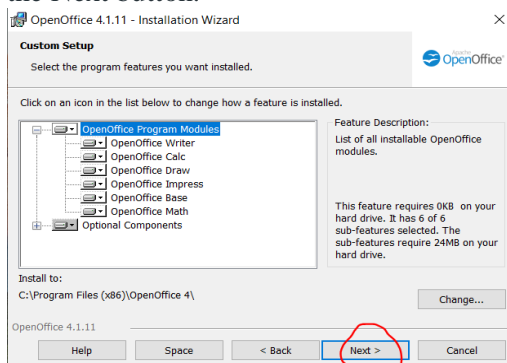 the Next button.
OpenOffice 4.1.11 - Installation Wizard
Custom Setup
Select the program features you want installed.
Apache
OpenOffice
Click on an icon in the list below to change how a feature is installed.
OpenOffice Program Modules
OpenOffice Writer
OpenOffice Calc
OpenOffice Draw
OpenOffice Impress
OpenOffice Base
OpenOffice Math
Optional Components
Feature Description:
List of all installable OpenOffice
modules.
This feature requires 0KB on your
hard drive. It has 6 of 6
sub-features selected. The
sub-features require 24MB on your
hard drive.
Install to:
C:\Program Files (x86)\OpenOffice 4\
Change...
OpenOffice 4.1.11
Help Space < Back Next > Cancel